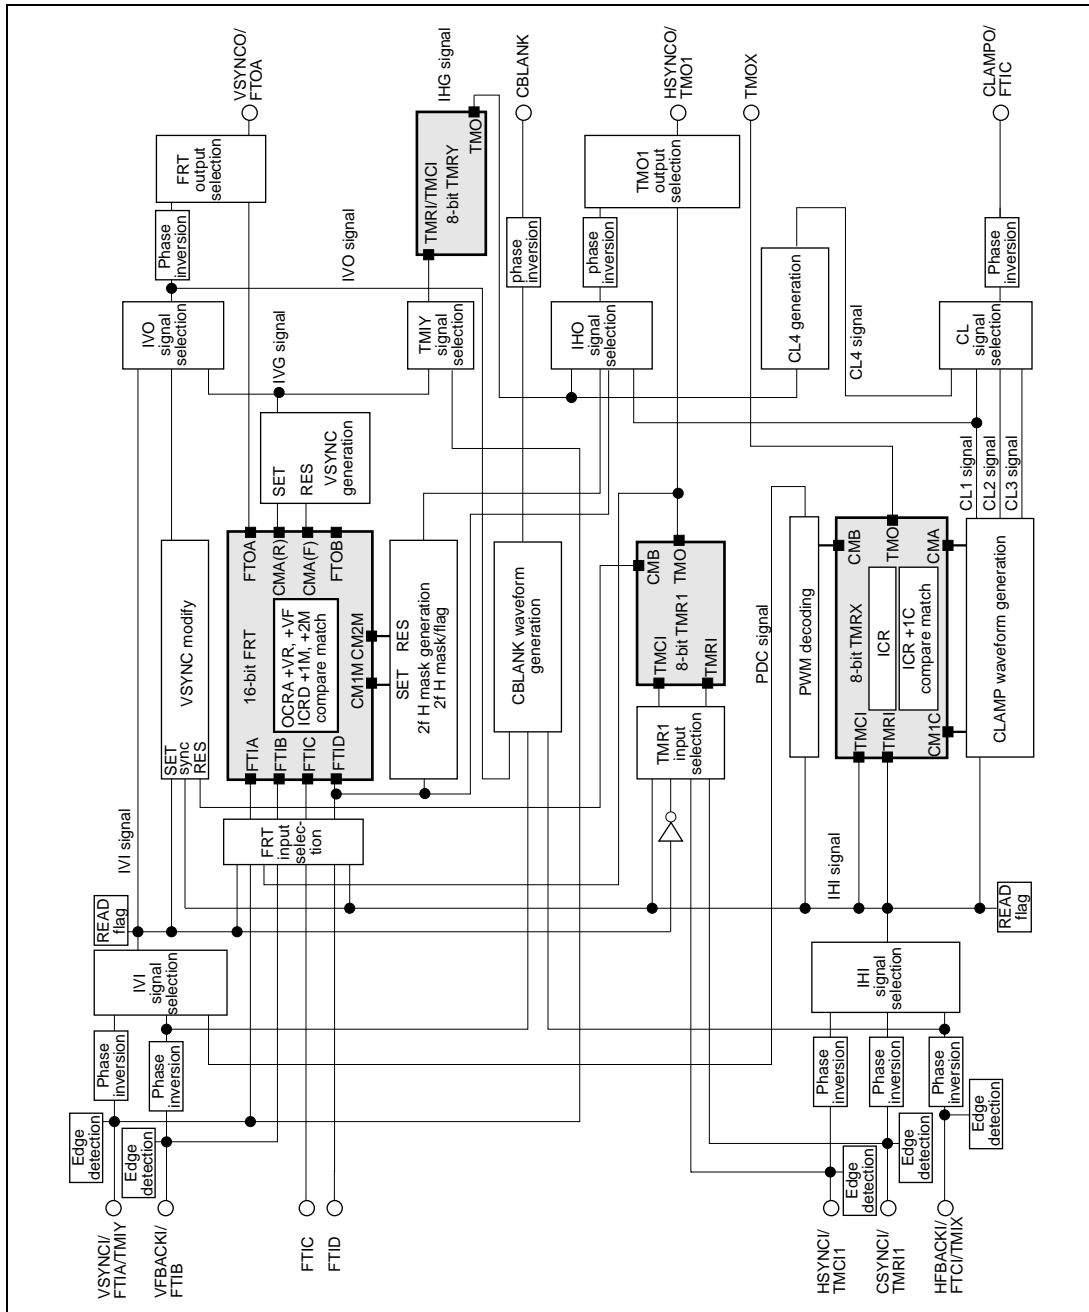 VSYNCI/
FTIA/TMIY
VFBACKI/
FTIB
FTIC
FTID
HSYNCI/
TMCI1
CSYNCI/
TMRI1
HFBACKI/
FTCI/TMIX
Edge
detection
Edge
detection
Edge
detection
Edge
detection
Edge
detection
Phase
inversion
Phase
inversion
Phase
inversion
Phase
inversion
Phase
inversion
IVI
signal
selection
IHI
signal
selection
READ
flag
READ
flag
IVI signal
IHI signal
FRT
input
selec-
tion
TMR1
input
selection
PDC signal
SET
sync
RES
VSYNC modify
FTIA
FTIB
FTIC
FTID
16-bit FRT
OCRA +VR, +VF
ICRD +1M, +2M
compare match
FTOA
CMA(R)
CMA(F)
FTOB
CM1M CM2M
SET RES
2f H mask generation
2f H mask/flag
CBLANK waveform
generation
TMCI
TMRI
8-bit TMR1
CMB
TMO
PWM decoding
TMCI
TMRI
8-bit TMRX
ICR
ICR +1C
compare match
CMB
TMO
CMA
CM1C
CLAMP waveform generation
SET
RES
VSYNC
generation
IVG signal
CL1 signal
CL2 signal
CL3 signal
CL4 signal
IVO
signal
selection
TMIY
signal
selection
IHO
signal
selection
CL4 generation
CL
signal
selection
Phase
inversion
IVO signal
TMRI/TMCI
8-bit TMRY
TMO
phase
inversion
phase
inversion
Phase
inversion
FRT
output
selection
TMO1
output
selection
IHG signal
VSYNCO/
FTOA
CBLANK
HSYNCO/
TMO1
TMOX
CLAMPO/
FTIC